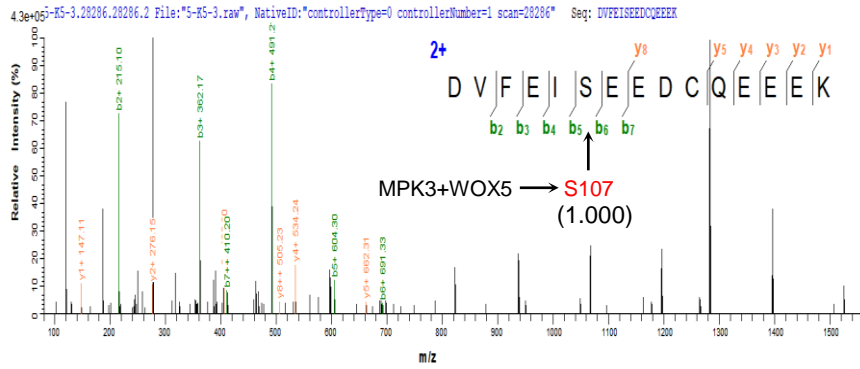 5-K5-3.28286.28286.2 File:"5-K5-3.raw", NativeID:"controllerType=0 controllerNumber=1 scan=28286" Seq: DVFEISEEDCQEEEK
4.3e+05
2+
y8 y5 y4 y3 y2 y1
D V F E I S E E D C Q E E E K
b2 b3 b4 b5 b6 b7
MPK3+WOX5 S107
(1.000)
Relative Intensity (%)
100
90
80
70
60
50
40
30
20
10
0
y1+ 147.11
b2+ 215.10
y2+ 276.15
b3+ 362.17
b7++ 410.20
b4+ 491.2
y8++ 505.23
y4+ 534.24
b5+ 604.30
y5+ 662.31
b6+ 691.33
100 200 300 400 500 600 700 800 900 1000 1100 1200 1300 1400 1500
m/z